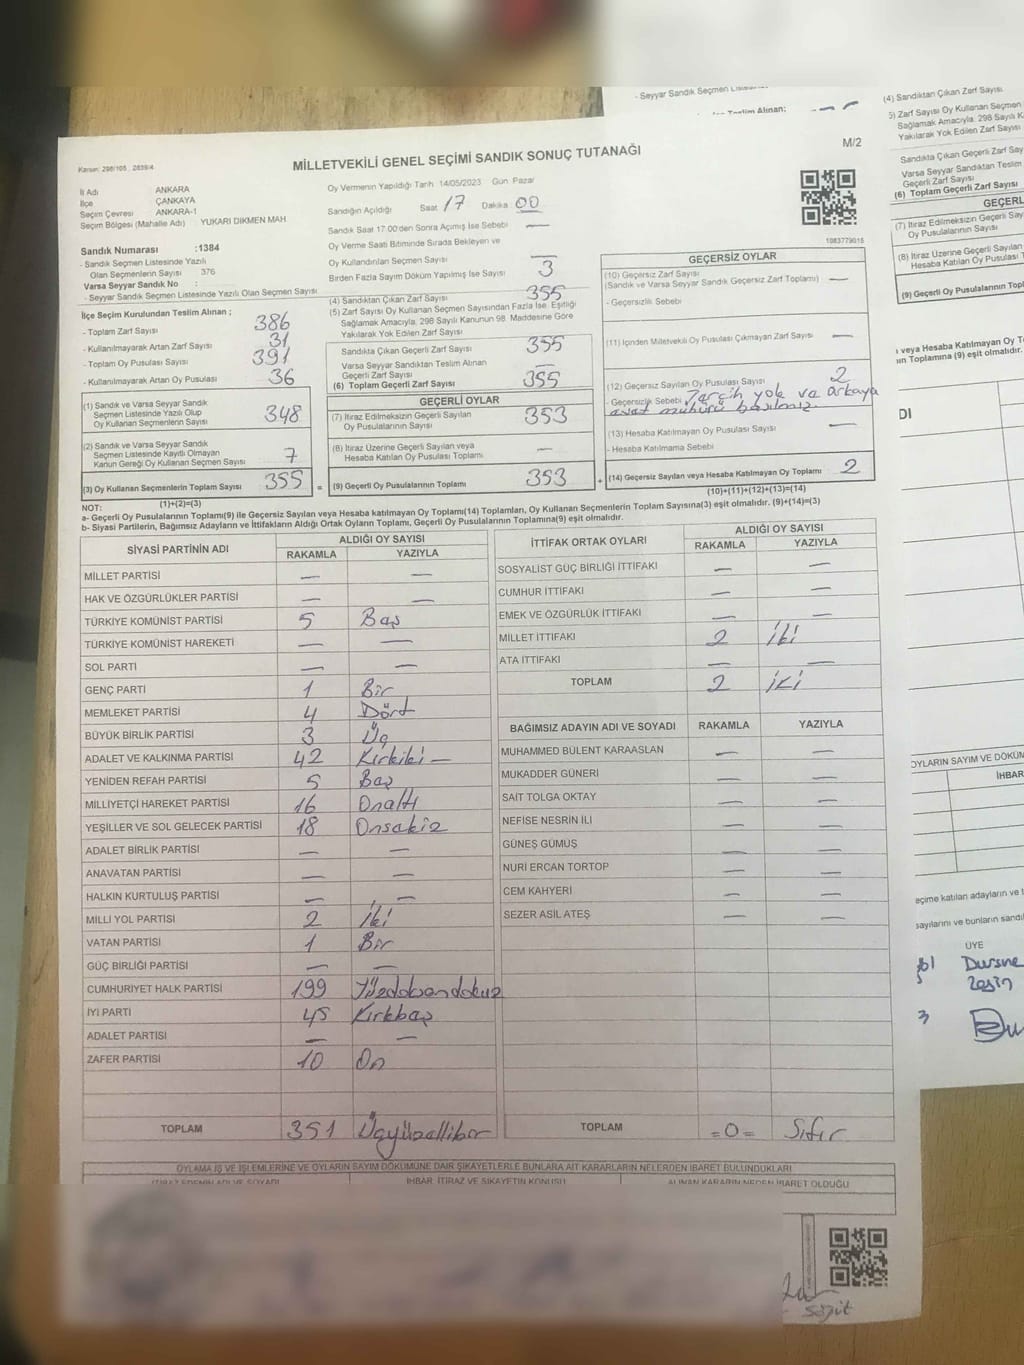 - Seyyar Sandık Seçmen
M/2
Kanun: 298/105, 2839/4
MİLLETVEKİLİ GENEL SEÇİMİ SANDIK SONUÇ TUTANAĞI
İl Adı ANKARA
İlçe ÇANKAYA
Seçim Çevresi ANKARA-1
Seçim Bölgesi (Mahalle Adı) YUKARI DİKMEN MAH
Sandık Numarası :1384
- Sandık Seçmen Listesinde Yazılı
Olan Seçmenlerin Sayısı 376
Varsa Seyyar Sandık No :
- Seyyar Sandık Seçmen Listesinde Yazılı Olan Seçmen Sayısı
İlçe Seçim Kurulundan Teslim Alınan ;
- Toplam Zarf Sayısı 386
- Kullanılmayarak Artan Zarf Sayısı 31
- Toplam Oy Pusulası Sayısı 391
- Kullanılmayarak Artan Oy Pusulası 36
(1) Sandık ve Varsa Seyyar Sandık
Seçmen Listesinde Yazılı Olup
Oy Kullanan Seçmenlerin Sayısı 348
(2) Sandık ve Varsa Seyyar Sandık
Seçmen Listesinde Kayıtlı Olmayan
Kanun Gereği Oy Kullanan Seçmen Sayısı 7
(3) Oy Kullanan Seçmenlerin Toplam Sayısı 355 =
(1)+(2)=(3)
Oy Vermenin Yapıldığı Tarih 14/05/2023 Gün Pazar
Sandığın Açıldığı Saat 17 Dakika 00
Sandık Saat 17:00'den Sonra Açımış İse Sebebi —
Oy Verme Saati Bitiminde Sırada Bekleyen ve
Oy Kullandırılan Seçmen Sayısı —
Birden Fazla Sayım Döküm Yapılmış İse Sayısı 3
(4) Sandıktan Çıkan Zarf Sayısı 355
(5) Zarf Sayısı Oy Kullanan Seçmen Sayısından Fazla İse, Eşitliği
Sağlamak Amacıyla, 298 Sayılı Kanunun 98. Maddesine Göre
Yakılarak Yok Edilen Zarf Sayısı
Sandıkta Çıkan Geçerli Zarf Sayısı 355
Varsa Seyyar Sandıktan Teslim Alınan
Geçerli Zarf Sayısı —
(6) Toplam Geçerli Zarf Sayısı 355
GEÇERLİ OYLAR
(7) İtiraz Edilmeksizin Geçerli Sayılan
Oy Pusulalarının Sayısı 353
(8) İtiraz Üzerine Geçerli Sayılan veya
Hesaba Katılan Oy Pusulası Toplamı —
(9) Geçerli Oy Pusulalarının Toplamı 353 +
1983779015
GEÇERSİZ OYLAR
(10) Geçersiz Zarf Sayısı
(Sandık ve Varsa Seyyar Sandık Geçersiz Zarf Toplamı) —
- Geçersizlik Sebebi
(11) İçinden Milletvekili Oy Pusulası Çıkmayan Zarf Sayısı —
(12) Geçersiz Sayılan Oy Pusulası Sayısı 2
- Geçersizlik Sebebi Tercih yok ve arkaya
evet mühürü basılmış.
(13) Hesaba Katılmayan Oy Pusulası Sayısı —
- Hesaba Katılmama Sebebi
(14) Geçersiz Sayılan veya Hesaba Katılmayan Oy Toplamı 2
(10)+(11)+(12)+(13)=(14)
NOT:
a- Geçerli Oy Pusulalarının Toplam(9) ile Geçersiz Sayılan veya Hesaba katılmayan Oy Toplamı(14) Toplamları, Oy Kullanan Seçmenlerin Toplam Sayısına(3) eşit olmalıdır. (9)+(14)=(3)
b- Siyasi Partilerin, Bağımsız Adayların ve İttifakların Aldığı Ortak Oyların Toplamı, Geçerli Oy Pusulalarının Toplamına(9) eşit olmalıdır.
SİYASİ PARTİNİN ADI ALDIĞI OY SAYISI
RAKAMLA YAZIYLA
MİLLET PARTİSİ — —
HAK VE ÖZGÜRLÜKLER PARTİSİ — —
TÜRKİYE KOMÜNİST PARTİSİ 5 Beş
TÜRKİYE KOMÜNİST HAREKETİ — —
SOL PARTİ — —
GENÇ PARTİ 1 Bir
MEMLEKET PARTİSİ 4 Dört
BÜYÜK BİRLİK PARTİSİ 3 Üç
ADALET VE KALKINMA PARTİSİ 42 Kırkiki —
YENİDEN REFAH PARTİSİ 5 Beş
MİLLİYETÇİ HAREKET PARTİSİ 16 Onaltı
YEŞİLLER VE SOL GELECEK PARTİSİ 18 Onsekiz
ADALET BİRLİK PARTİSİ — —
ANAVATAN PARTİSİ — —
HALKIN KURTULUŞ PARTİSİ — —
MİLLİ YOL PARTİSİ 2 İki
VATAN PARTİSİ 1 Bir
GÜÇ BİRLİĞİ PARTİSİ — —
CUMHURİYET HALK PARTİSİ 199 Yüzdoksandokuz
İYİ PARTİ 45 Kırkbeş
ADALET PARTİSİ — —
ZAFER PARTİSİ 10 On
TOPLAM 351 Üçyüzellibir
İTTİFAK ORTAK OYLARI ALDIĞI OY SAYISI
RAKAMLA YAZIYLA
SOSYALİST GÜÇ BİRLİĞİ İTTİFAKI — —
CUMHUR İTTİFAKI — —
EMEK VE ÖZGÜRLÜK İTTİFAKI — —
MİLLET İTTİFAKI 2 İki
ATA İTTİFAKI — —
TOPLAM 2 İki
BAĞIMSIZ ADAYIN ADI VE SOYADI RAKAMLA YAZIYLA
MUHAMMED BÜLENT KARAASLAN — —
MUKADDER GÜNERİ — —
SAİT TOLGA OKTAY — —
NEFİSE NESRİN İLİ — —
GÜNEŞ GÜMÜŞ — —
NURİ ERCAN TORTOP — —
CEM KAHYERİ — —
SEZER ASİL ATEŞ — —
TOPLAM =0= Sıfır
OYLAMA İŞ VE İŞLEMLERİNE VE OYLARIN SAYIM DÖKÜMÜNE DAİR ŞİKAYETLERLE BUNLARA AİT KARARLARIN NELERDEN İBARET BULUNDUKLARI
İTİRAZ EDENİN ADI VE SOYADI İHBAR, İTİRAZ VE ŞİKAYETİN KONUSU ALINAN KARARIN NEDEN İBARET OLDUĞU
(4) Sandıktan Çıkan Zarf Sayısı
5) Zarf Sayısı Oy Kullanan Seçmen
Sağlamak Amacıyla, 298 Sayılı
Yakılarak Yok Edilen Zarf Sayısı
Sandıkta Çıkan Geçerli Zarf
Varsa Seyyar Sandıktan Teslim
Geçerli Zarf Sayısı
(6) Toplam Geçerli Zarf Sayısı
(7) İtiraz Edilmeksizin Geçerli
Oy Pusulalarının Sayısı
(8) İtiraz Üzerine Geçerli Sayılan
Hesaba Katılan Oy Pusulası
(9) Geçerli Oy Pusulalarının
veya Hesaba Katılmayan Oy
Toplamına(9) eşit olmalıdır.
DI
OYLARIN SAYIM VE
İHBAR
katılan adayların ve
sayılarını ve bunların
ÜYE